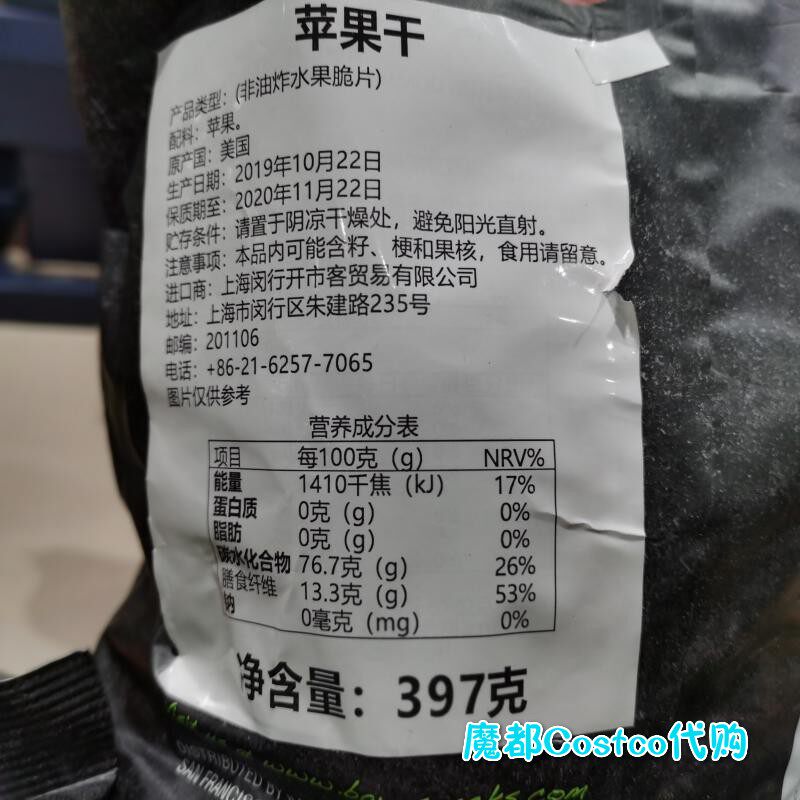 苹果干
产品类型：(非油炸水果脆片)
配料：苹果。
原产国：美国
生产日期：2019年10月22日
保质期至：2020年11月22日
贮存条件：请置于阴凉干燥处，避免阳光直射。
注意事项：本品内可能含籽、梗和果核，食用请留意。
进口商：上海闵行开市客贸易有限公司
地址：上海市闵行区朱建路235号
邮编：201106
电话：+86-21-6257-7065
图片仅供参考
营养成分表
项目 每100克（g） NRV%
能量 1410千焦（kJ） 17%
蛋白质 0克（g） 0%
脂肪 0克（g） 0%
碳水化合物 76.7克（g） 26%
膳食纤维 13.3克（g） 53%
钠 0毫克（mg） 0%
净含量：397克
魔都Costco代购
DISTRIBUTED BY